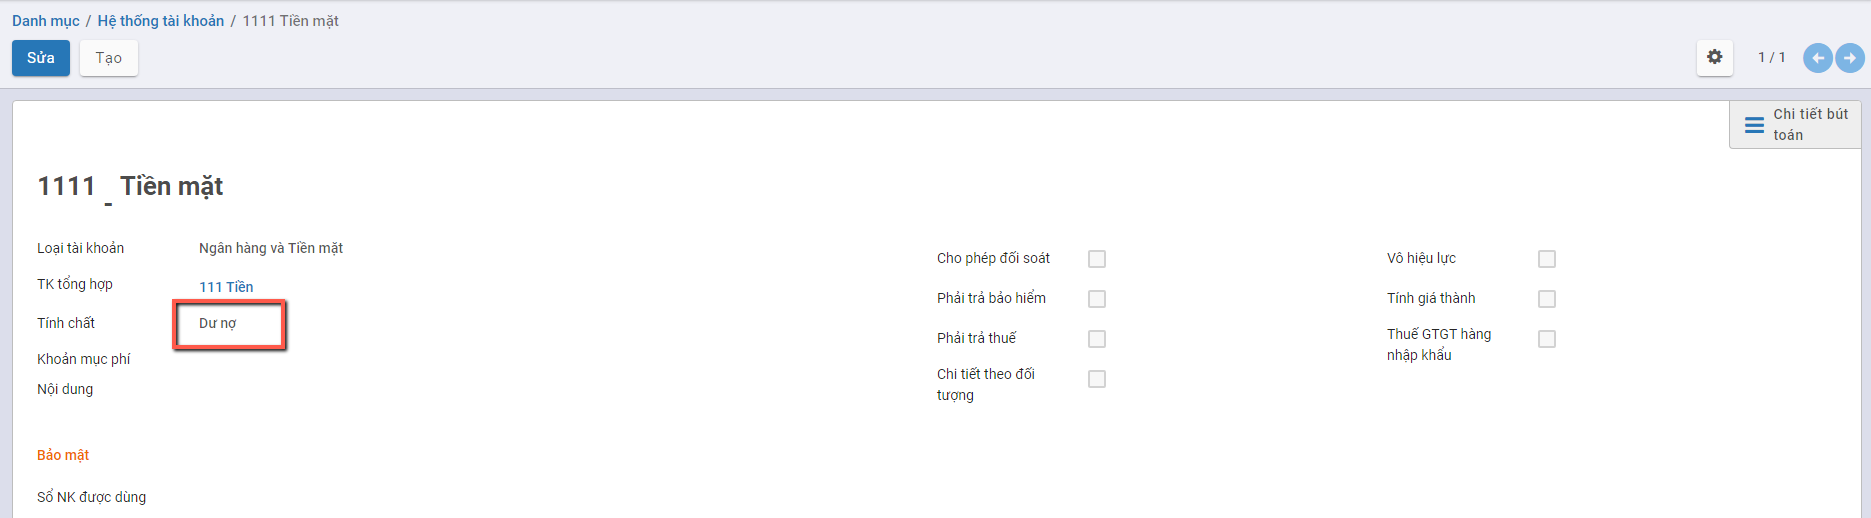 Danh mục / Hệ thống tài khoản / 1111 Tiền mặt
Sửa Tạo 1 / 1
Chi tiết bút
toán
1111 - Tiền mặt
Loại tài khoản Ngân hàng và Tiền mặt
TK tổng hợp 111 Tiền
Tính chất Dư nợ
Khoản mục phí
Nội dung
Cho phép đối soát
Phải trả bảo hiểm
Phải trả thuế
Chi tiết theo đối
tượng
Vô hiệu lực
Tính giá thành
Thuế GTGT hàng
nhập khẩu
Bảo mật
Sổ NK được dùng